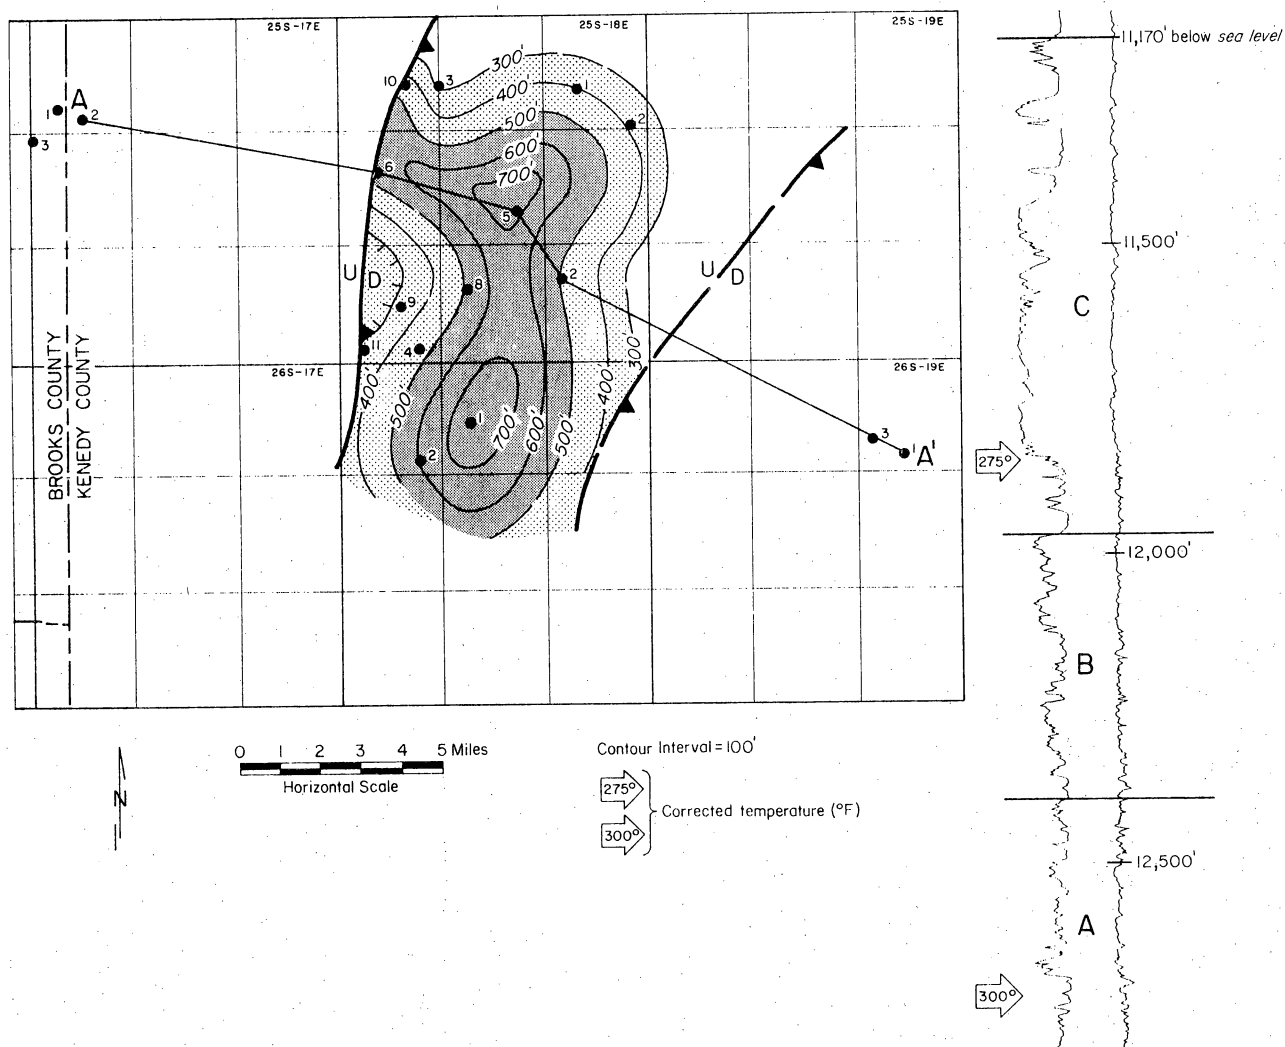 25S-17E
25S-18E
25S-19E
11,170' below sea level
300'
10
3
400'
1
1
A
2
500
2
3
600'
6
700'
5
11,500'
2
U
D
U
D
8
9
C
11
4
300'
26S-17E
26S-19E
400'
400'
500'
BROOKS COUNTY
KENEDY COUNTY
1
700'
600'
500'
3
1
A'
2
275°
12,000'
B
0 1 2 3 4 5 Miles
Horizontal Scale
N
Contour Interval = 100'
275°
300°
Corrected temperature (°F)
12,500'
A
300°